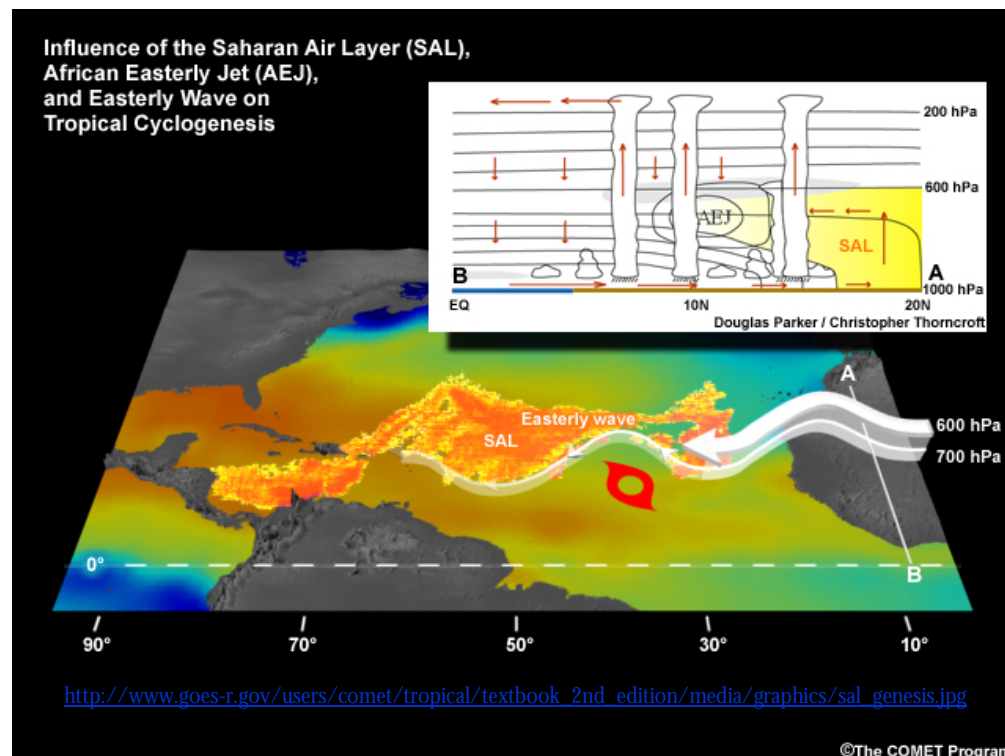 Influence of the Saharan Air Layer (SAL),
African Easterly Jet (AEJ),
and Easterly Wave on
Tropical Cyclogenesis
200 hPa
600 hPa
AEJ
SAL
B
A
1000 hPa
EQ
10N
20N
Douglas Parker / Christopher Thorncroft
A
Easterly wave
SAL
600 hPa
700 hPa
0°
B
90°
70°
50°
30°
10°
http://www.goes-r.gov/users/comet/tropical/textbook_2nd_edition/media/graphics/sal_genesis.jpg
©The COMET Program